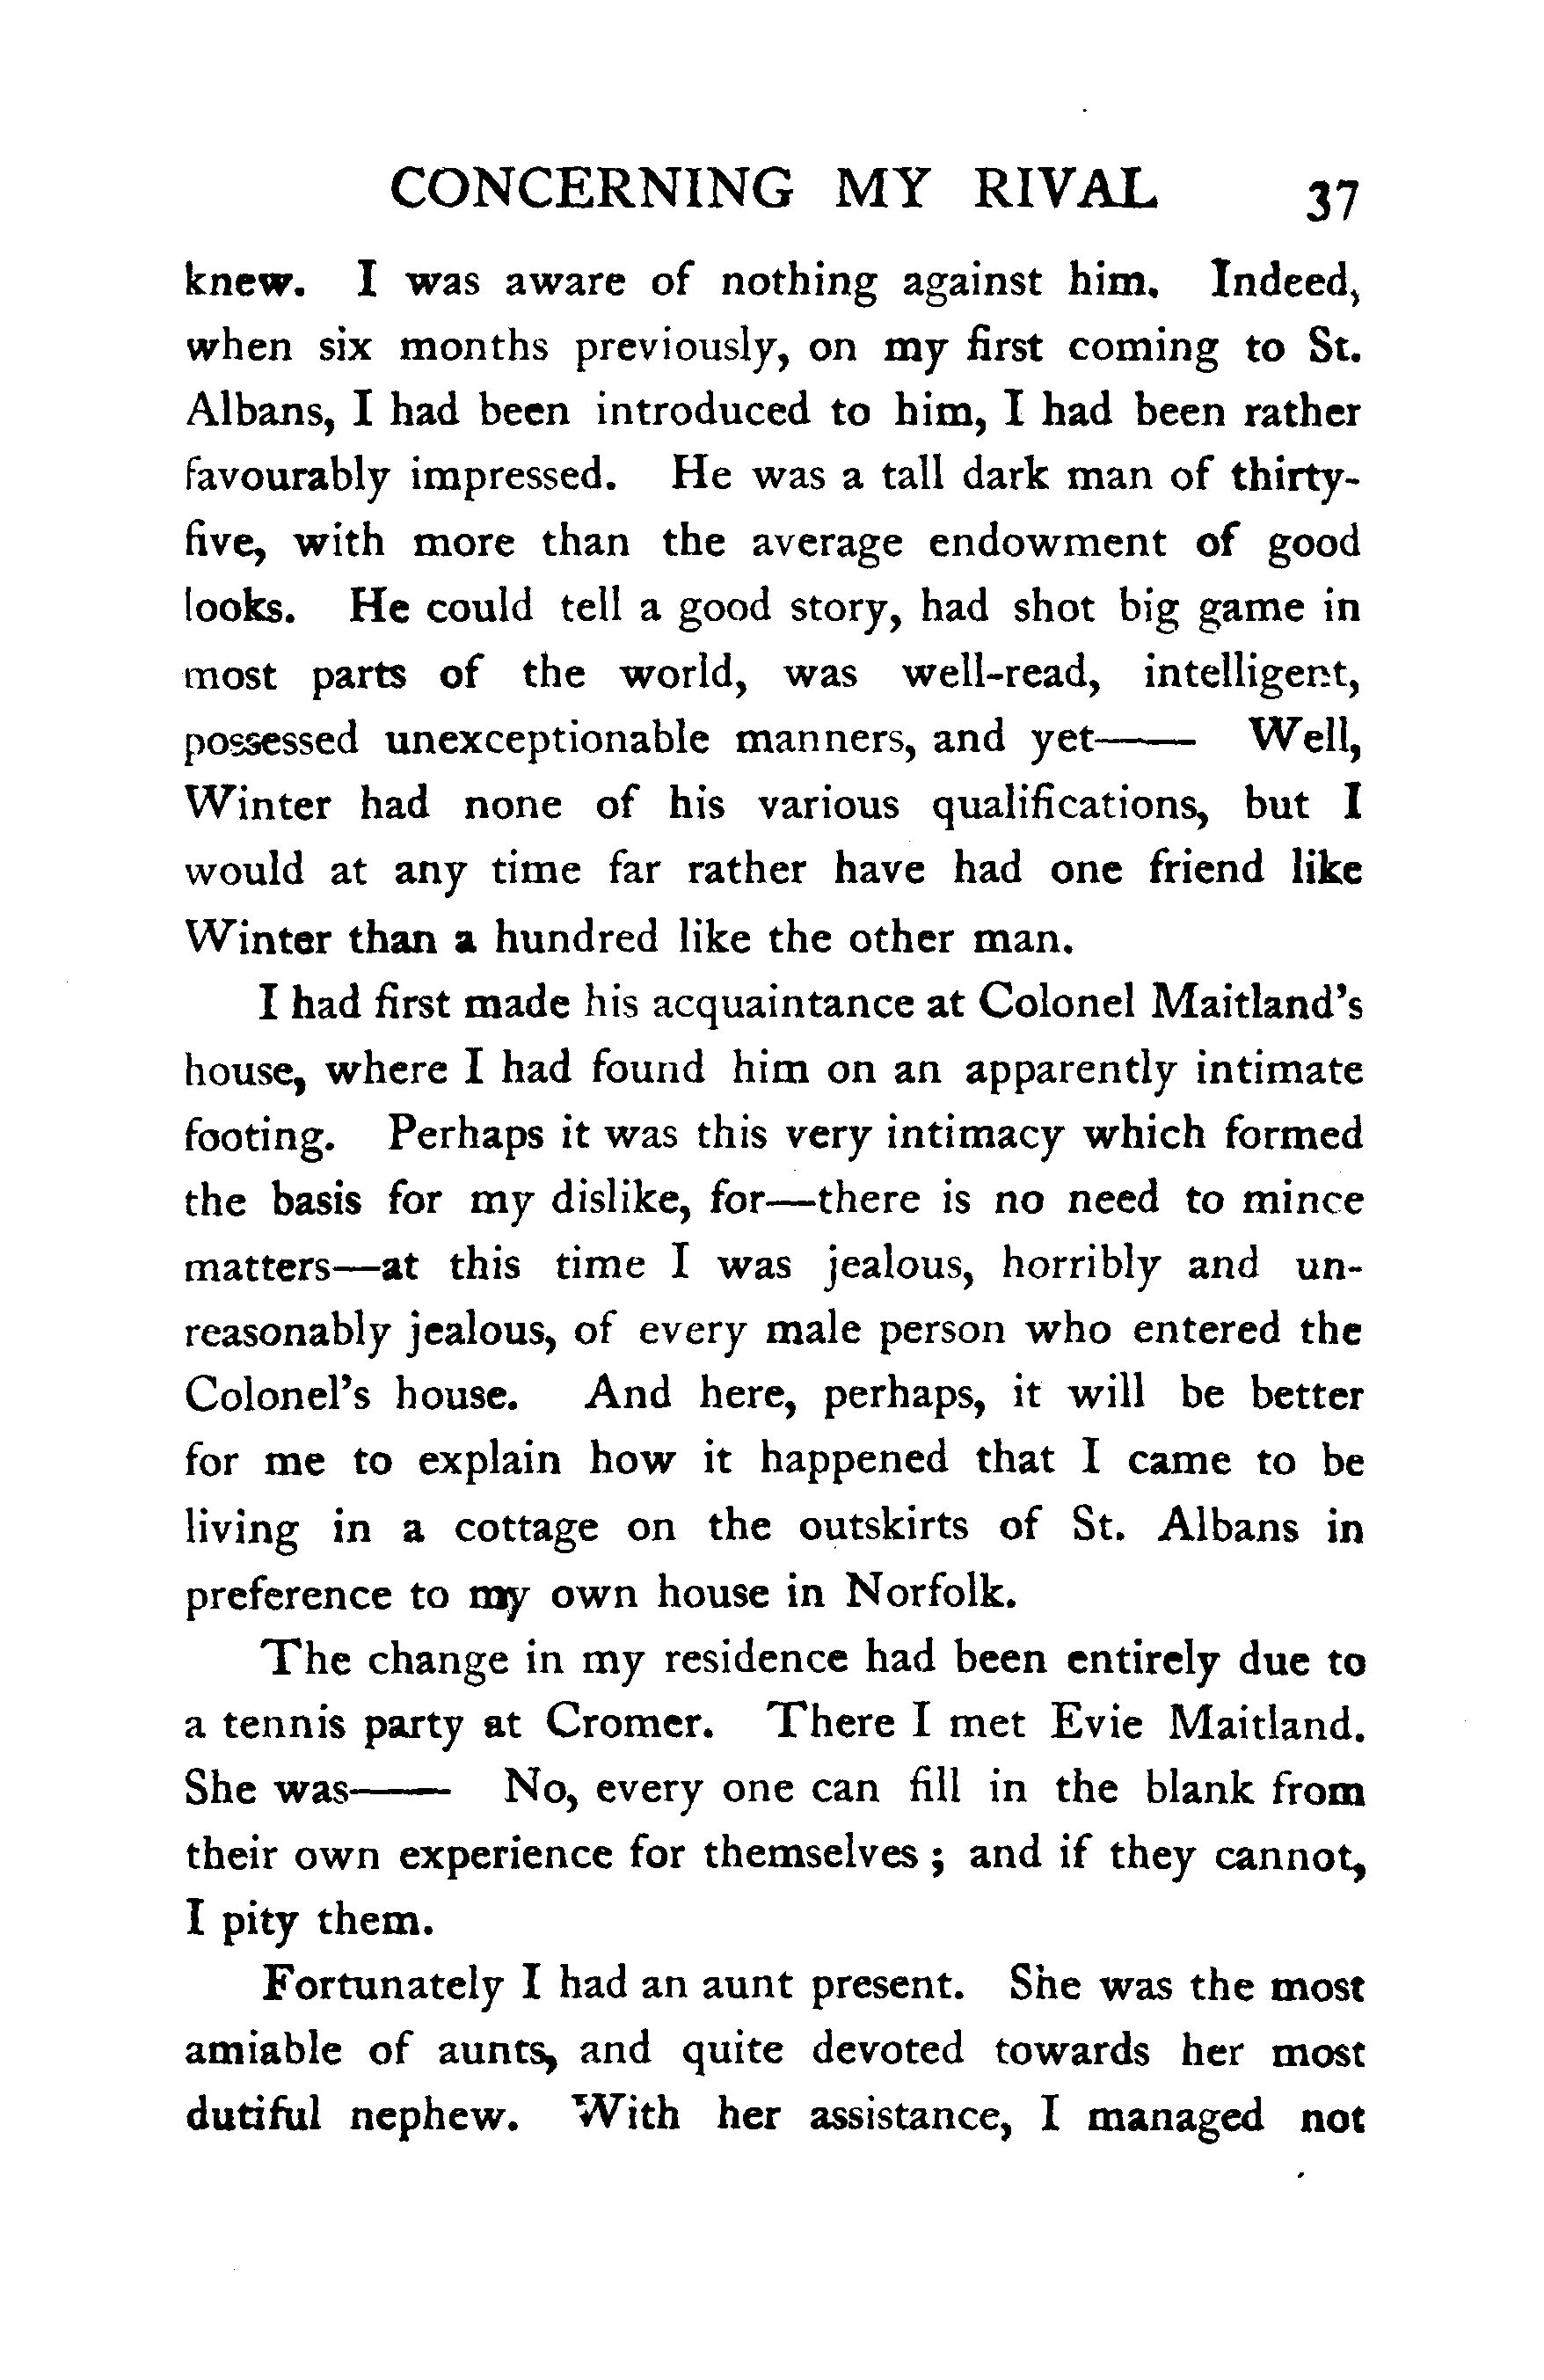 CONCERNING MY RIVAL 37
knew. I was aware of nothing against him. Indeed,
when six months previously, on my first coming to St.
Albans, I had been introduced to him, I had been rather
favourably impressed. He was a tall dark man of thirty-
five, with more than the average endowment of good
looks. He could tell a good story, had shot big game in
most parts of the world, was well-read, intelligent,
possessed unexceptionable manners, and yet—— Well,
Winter had none of his various qualifications, but I
would at any time far rather have had one friend like
Winter than a hundred like the other man.
I had first made his acquaintance at Colonel Maitland's
house, where I had found him on an apparently intimate
footing. Perhaps it was this very intimacy which formed
the basis for my dislike, for—there is no need to mince
matters—at this time I was jealous, horribly and un-
reasonably jealous, of every male person who entered the
Colonel's house. And here, perhaps, it will be better
for me to explain how it happened that I came to be
living in a cottage on the outskirts of St. Albans in
preference to my own house in Norfolk.
The change in my residence had been entirely due to
a tennis party at Cromer. There I met Evie Maitland.
She was—— No, every one can fill in the blank from
their own experience for themselves ; and if they cannot,
I pity them.
Fortunately I had an aunt present. She was the most
amiable of aunts, and quite devoted towards her most
dutiful nephew. With her assistance, I managed not